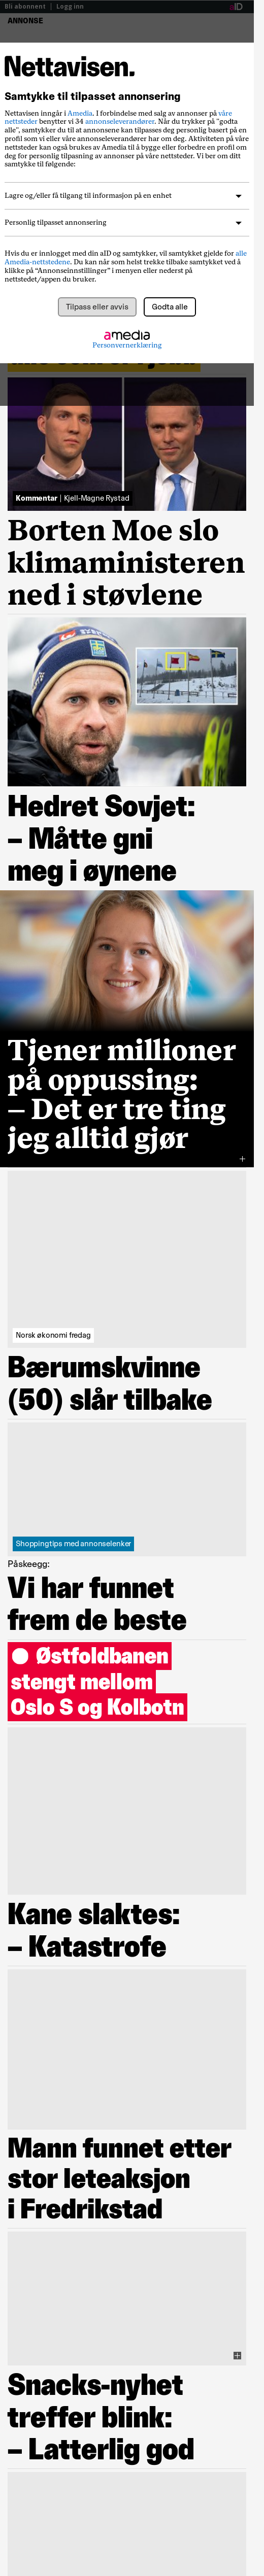 Bli abonnent | Logg inn
aID
ANNONSE
Nettavisen.
Samtykke til tilpasset annonsering
Nettavisen inngår i Amedia. I forbindelse med salg av annonser på våre
nettsteder benytter vi 34 annonseleverandører. Når du trykker på "godta
alle", samtykker du til at annonsene kan tilpasses deg personlig basert på en
profil som vi eller våre annonseleverandører har om deg. Aktiviteten på våre
nettsteder kan også brukes av Amedia til å bygge eller forbedre en profil om
deg for personlig tilpasning av annonser på våre nettsteder. Vi ber om ditt
samtykke til følgende:
Lagre og/eller få tilgang til informasjon på en enhet
Personlig tilpasset annonsering
Hvis du er innlogget med din aID og samtykker, vil samtykket gjelde for alle
Amedia-nettstedene. Du kan når som helst trekke tilbake samtykket ved å
klikke på “Annonseinnstillinger” i menyen eller nederst på
nettstedet/appen du bruker.
Tilpass eller avvis
Godta alle
amedia
Personvernerklæring
Kommentar | Kjell-Magne Rystad
Borten Moe slo
klimaministeren
ned i støvlene
Hedret Sovjet:
– Måtte gni
meg i øynene
Tjener millioner
på oppussing:
– Det er tre ting
jeg alltid gjør
Norsk økonomi fredag
Bærumskvinne
(50) slår tilbake
Shoppingtips med annonselenker
Påskeegg:
Vi har funnet
frem de beste
Østfoldbanen
stengt mellom
Oslo S og Kolbotn
Kane slaktes:
– Katastrofe
Mann funnet etter
stor leteaksjon
i Fredrikstad
Snacks-nyhet
treffer blink:
– Latterlig god